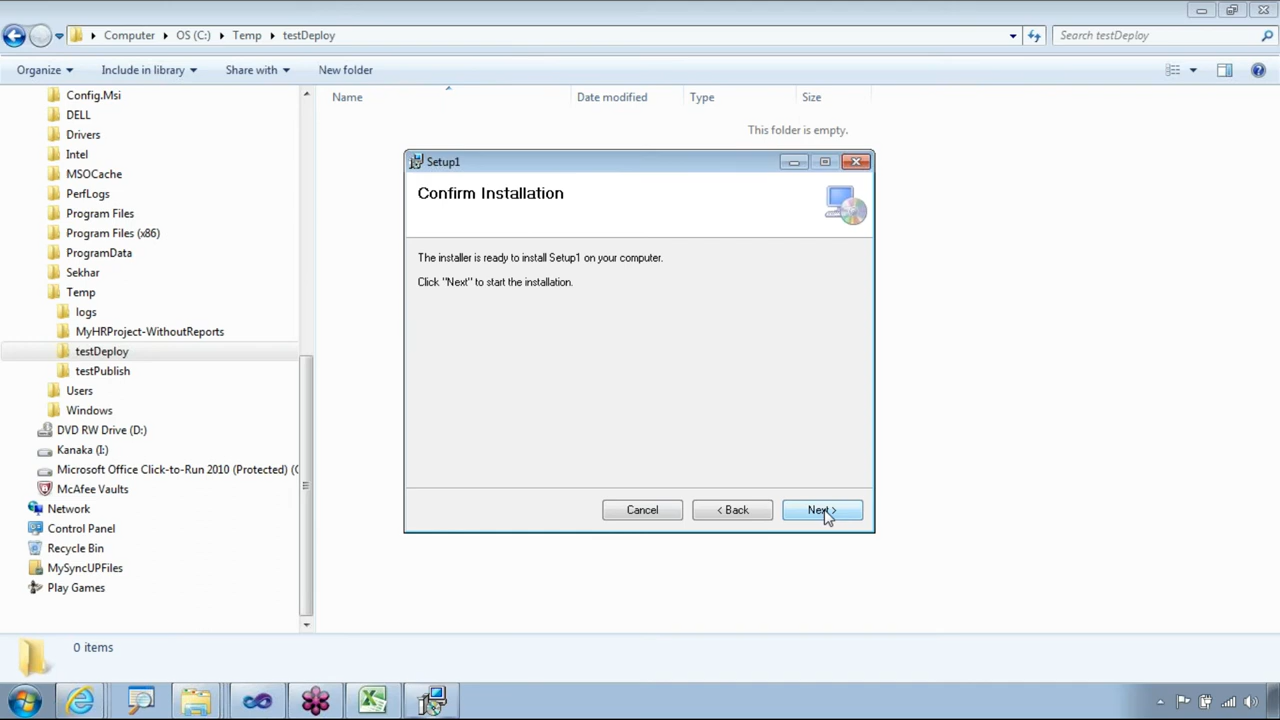 Computer
OS (C:)
Temp
testDeploy
Search testDeploy
Organize
Include in library
Share with
New folder
Name
Date modified
Type
Size
This folder is empty.
Config.Msi
DELL
Drivers
Intel
MSOCache
PerfLogs
Program Files
Program Files (x86)
ProgramData
Sekhar
Temp
logs
MyHRProject-WithoutReports
testDeploy
testPublish
Users
Windows
DVD RW Drive (D:)
Kanaka (I:)
Microsoft Office Click-to-Run 2010 (Protected) (
McAfee Vaults
Network
Control Panel
Recycle Bin
MySyncUPFiles
Play Games
Setup1
Confirm Installation
The installer is ready to install Setup1 on your computer.
Click "Next" to start the installation.
Cancel
< Back
Next >
0 items